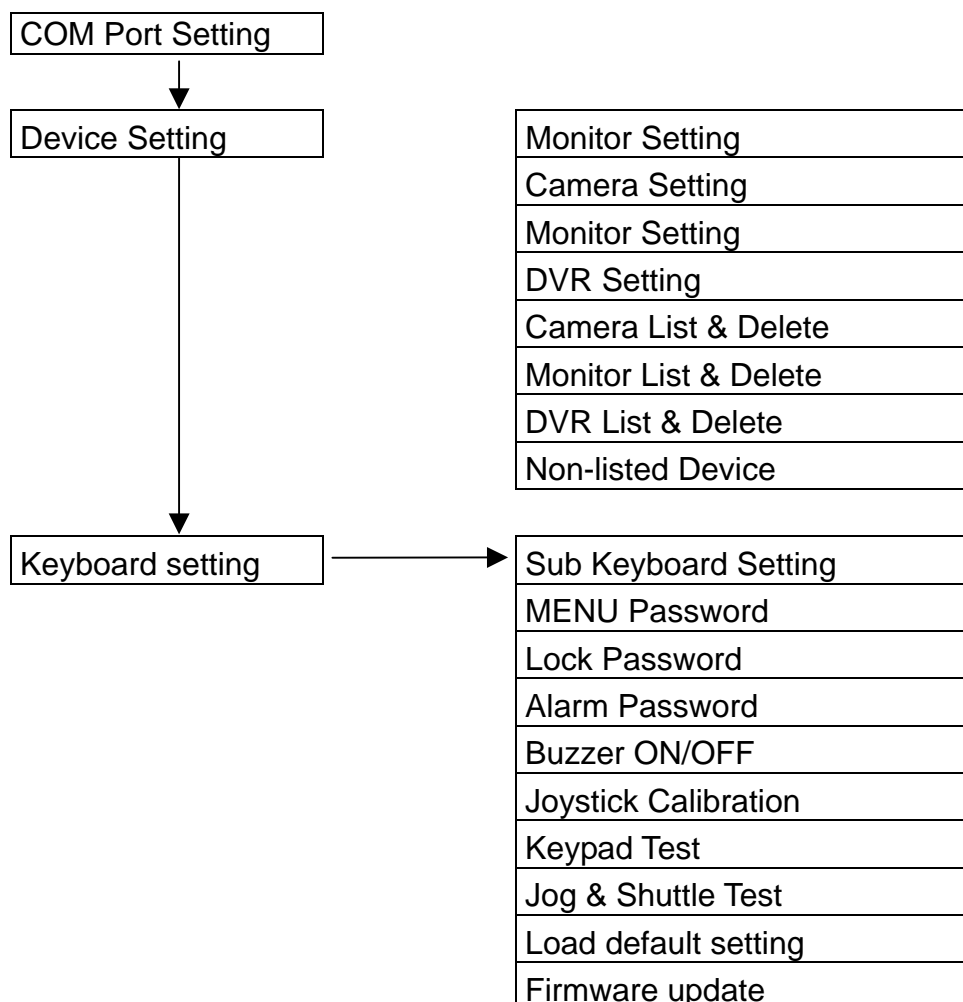 COM Port Setting
Device Setting
Monitor Setting
Camera Setting
Monitor Setting
DVR Setting
Camera List & Delete
Monitor List & Delete
DVR List & Delete
Non-listed Device
Keyboard setting
Sub Keyboard Setting
MENU Password
Lock Password
Alarm Password
Buzzer ON/OFF
Joystick Calibration
Keypad Test
Jog & Shuttle Test
Load default setting
Firmware update